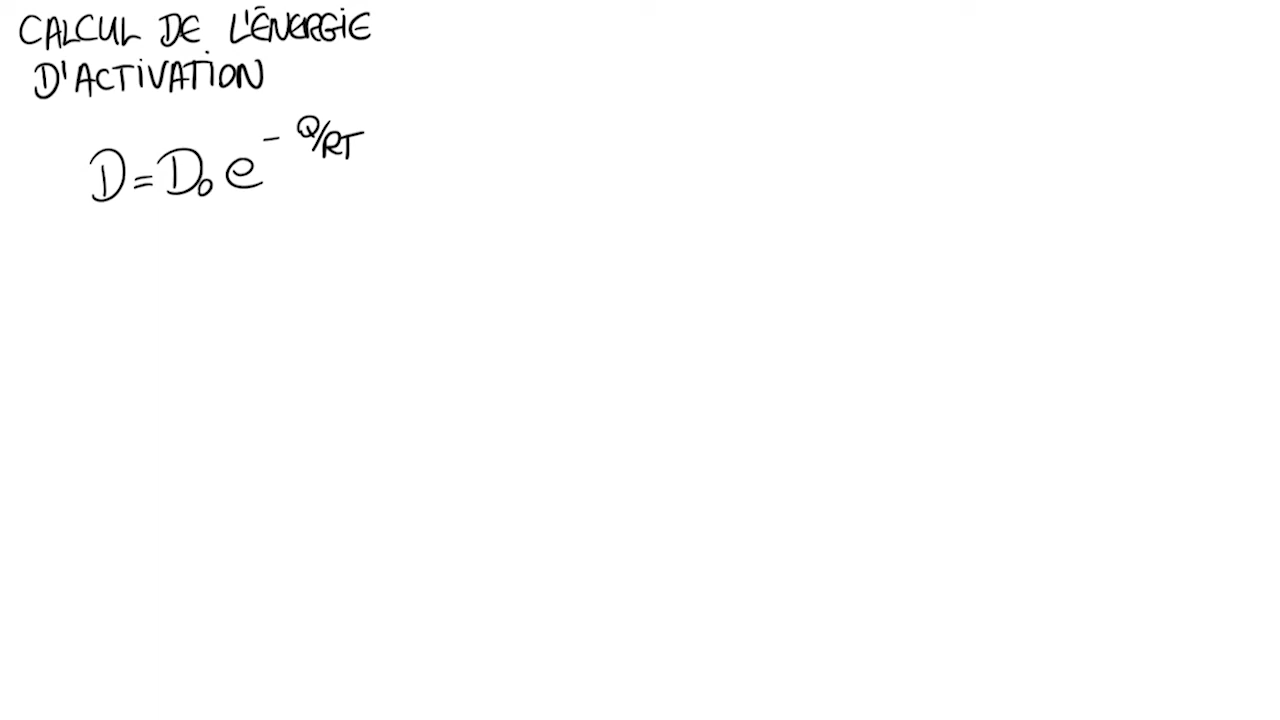 CALCUL DE L'ÉNERGIE
D'ACTIVATION
D = D₀ e^(- Q/RT)